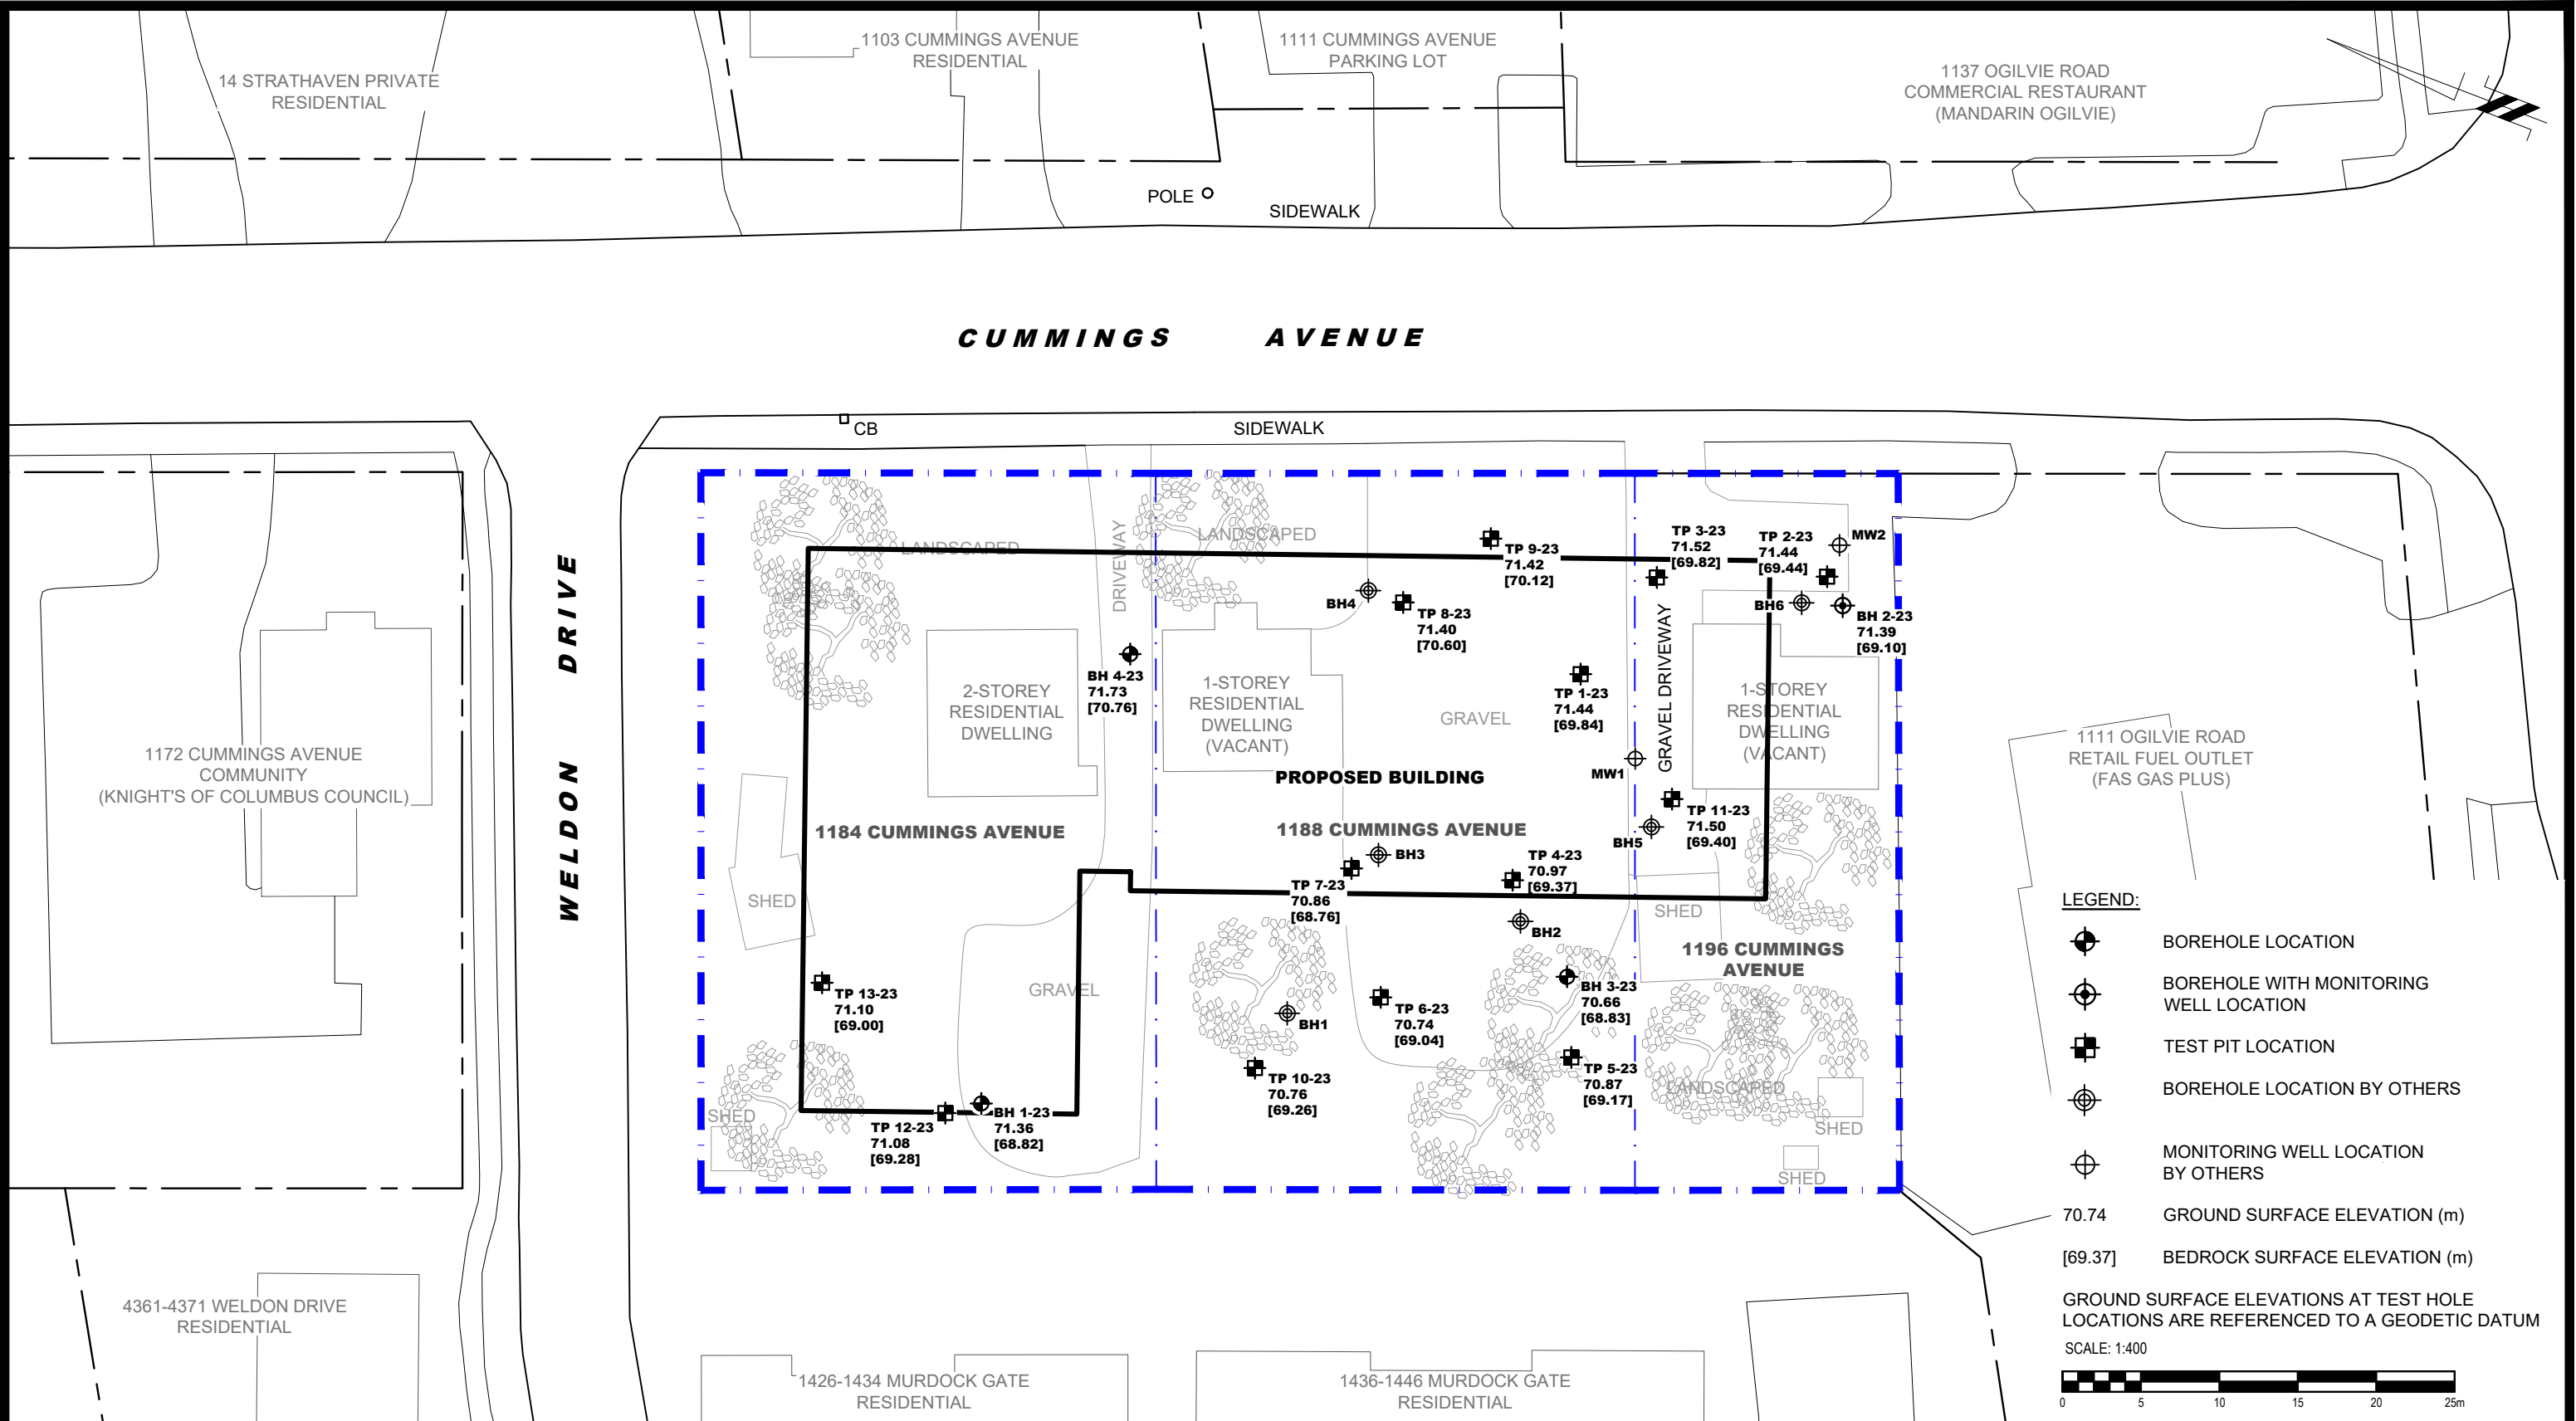 14 STRATHAVEN PRIVATE
RESIDENTIAL
1103 CUMMINGS AVENUE
RESIDENTIAL
1111 CUMMINGS AVENUE
PARKING LOT
1137 OGILVIE ROAD
COMMERCIAL RESTAURANT
(MANDARIN OGILVIE)
POLE
SIDEWALK
CUMMINGS AVENUE
CB
SIDEWALK
WELDON DRIVE
LANDSCAPED
DRIVEWAY
LANDSCAPED
TP 9-23
71.42
[70.12]
TP 3-23
71.52
[69.82]
TP 2-23
71.44
[69.44]
MW2
BH4
TP 8-23
71.40
[70.60]
BH6
BH 2-23
71.39
[69.10]
BH 4-23
71.73
[70.76]
2-STOREY
RESIDENTIAL
DWELLING
1-STOREY
RESIDENTIAL
DWELLING
(VACANT)
GRAVEL
TP 1-23
71.44
[69.84]
GRAVEL DRIVEWAY
1-STOREY
RESIDENTIAL
DWELLING
(VACANT)
MW1
PROPOSED BUILDING
1172 CUMMINGS AVENUE
COMMUNITY
(KNIGHT'S OF COLUMBUS COUNCIL)
1111 OGILVIE ROAD
RETAIL FUEL OUTLET
(FAS GAS PLUS)
1184 CUMMINGS AVENUE
1188 CUMMINGS AVENUE
TP 11-23
71.50
[69.40]
BH5
BH3
TP 4-23
70.97
[69.37]
TP 7-23
70.86
[68.76]
SHED
SHED
BH2
1196 CUMMINGS
AVENUE
TP 13-23
71.10
[69.00]
GRAVEL
BH1
TP 6-23
70.74
[69.04]
BH 3-23
70.66
[68.83]
TP 10-23
70.76
[69.26]
TP 5-23
70.87
[69.17]
LANDSCAPED
SHED
SHED
SHED
TP 12-23
71.08
[69.28]
BH 1-23
71.36
[68.82]
4361-4371 WELDON DRIVE
RESIDENTIAL
1426-1434 MURDOCK GATE
RESIDENTIAL
1436-1446 MURDOCK GATE
RESIDENTIAL
LEGEND:
BOREHOLE LOCATION
BOREHOLE WITH MONITORING
WELL LOCATION
TEST PIT LOCATION
BOREHOLE LOCATION BY OTHERS
MONITORING WELL LOCATION
BY OTHERS
70.74 GROUND SURFACE ELEVATION (m)
[69.37] BEDROCK SURFACE ELEVATION (m)
GROUND SURFACE ELEVATIONS AT TEST HOLE
LOCATIONS ARE REFERENCED TO A GEODETIC DATUM
SCALE: 1:400
0 5 10 15 20 25m